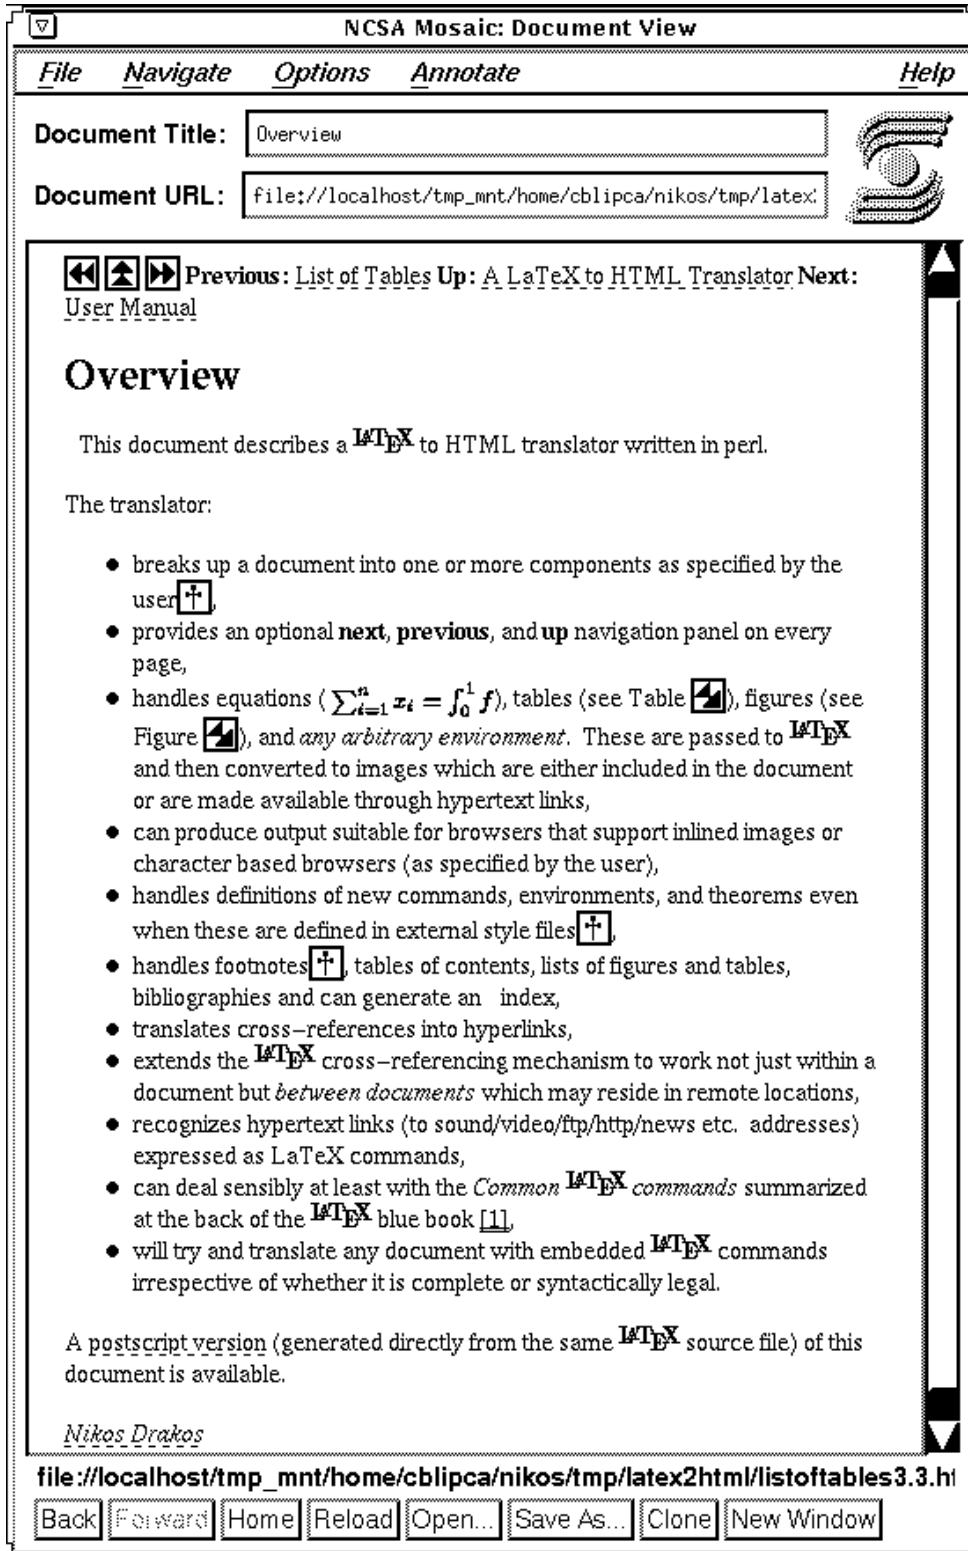 NCSA Mosaic: Document View
File Navigate Options Annotate Help
Document Title: Overview
Document URL: file://localhost/tmp_mnt/home/cblipca/nikos/tmp/latex
Previous: List of Tables Up: A LaTeX to HTML Translator Next:
User Manual
Overview
This document describes a LATEX to HTML translator written in perl.
The translator:
• breaks up a document into one or more components as specified by the
user†,
• provides an optional next, previous, and up navigation panel on every
page,
• handles equations ( ∑ⁿᵢ₌₁ xᵢ = ∫₀¹ f), tables (see Table ), figures (see
Figure ), and any arbitrary environment. These are passed to LATEX
and then converted to images which are either included in the document
or are made available through hypertext links,
• can produce output suitable for browsers that support inlined images or
character based browsers (as specified by the user),
• handles definitions of new commands, environments, and theorems even
when these are defined in external style files†,
• handles footnotes†, tables of contents, lists of figures and tables,
bibliographies and can generate an index,
• translates cross-references into hyperlinks,
• extends the LATEX cross-referencing mechanism to work not just within a
document but between documents which may reside in remote locations,
• recognizes hypertext links (to sound/video/ftp/http/news etc. addresses)
expressed as LaTeX commands,
• can deal sensibly at least with the Common LATEX commands summarized
at the back of the LATEX blue book [1],
• will try and translate any document with embedded LATEX commands
irrespective of whether it is complete or syntactically legal.
A postscript version (generated directly from the same LATEX source file) of this
document is available.
Nikos Drakos
file://localhost/tmp_mnt/home/cblipca/nikos/tmp/latex2html/listoftables3.3.ht
Back Forward Home Reload Open... Save As... Clone New Window